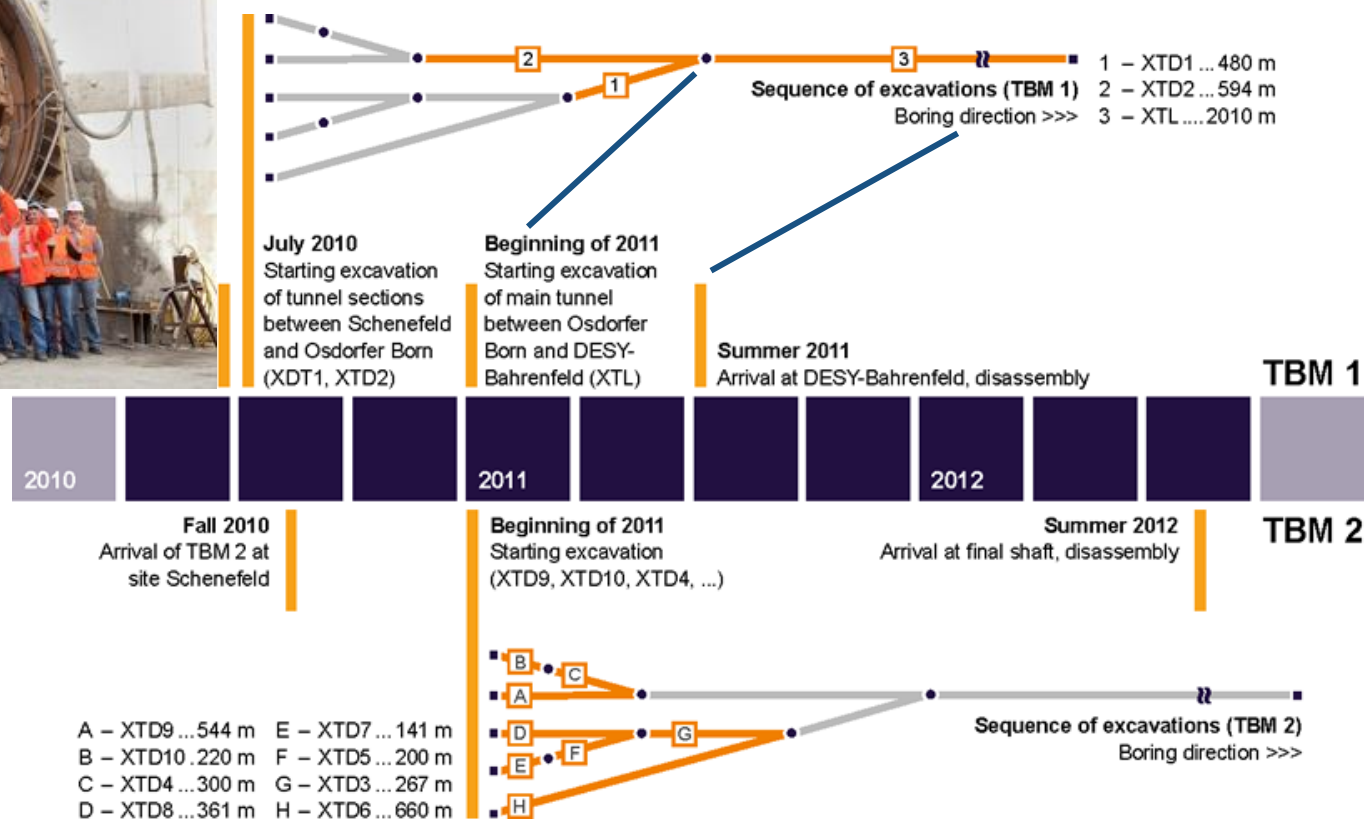 2
3
1
Sequence of excavations (TBM 1)
Boring direction >>>
1 – XTD1 ... 480 m
2 – XTD2 ... 594 m
3 – XTL .... 2010 m
July 2010
Starting excavation
of tunnel sections
between Schenefeld
and Osdorfer Born
(XDT1, XTD2)
Beginning of 2011
Starting excavation
of main tunnel
between Osdorfer
Born and DESY-
Bahrenfeld (XTL)
Summer 2011
Arrival at DESY-Bahrenfeld, disassembly
TBM 1
2010
2011
2012
Fall 2010
Arrival of TBM 2 at
site Schenefeld
Beginning of 2011
Starting excavation
(XTD9, XTD10, XTD4, ...)
Summer 2012
Arrival at final shaft, disassembly
TBM 2
B
C
A
D
G
F
E
H
Sequence of excavations (TBM 2)
Boring direction >>>
A – XTD9 ... 544 m E – XTD7 ... 141 m
B – XTD10 . 220 m F – XTD5 ... 200 m
C – XTD4 ... 300 m G – XTD3 ... 267 m
D – XTD8 ... 361 m H – XTD6 ... 660 m